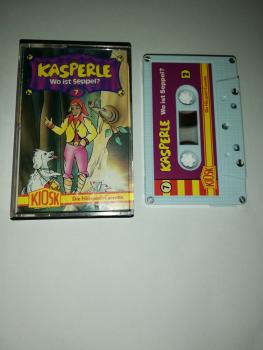 KASPERLE
Wo ist Seppel?
7
KIOSK
Die Hörspiel-Cassette
KASPERLE
Wo ist Seppel?
7
2
KIOSK